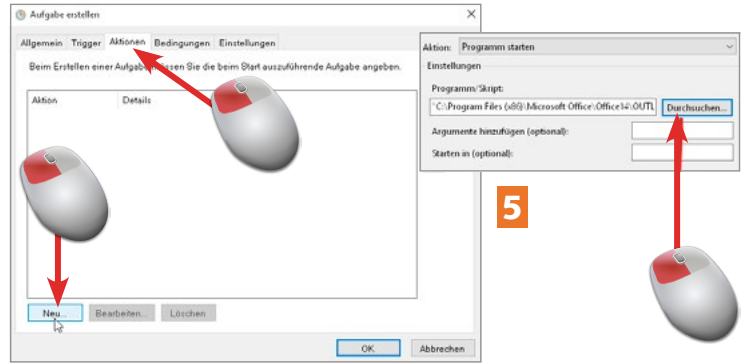 Aufgabe erstellen
Allgemein Trigger Aktionen Bedingungen Einstellungen
Beim Erstellen einer Aufgabe müssen Sie die beim Start auszuführende Aufgabe angeben.
Aktion Details
Neu... Bearbeiten... Löschen
OK Abbrechen
Aktion: Programm starten
Einstellungen
Programm/Skript:
"C:\Program Files (x86)\Microsoft Office\Office14\OUTL Durchsuchen...
Argumente hinzufügen (optional):
Starten in (optional):
5